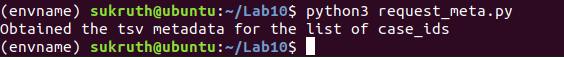 (envname) sukruth@ubuntu:~/Lab10$ python3 request_meta.py
Obtained the tsv metadata for the list of case_ids
(envname) sukruth@ubuntu:~/Lab10$